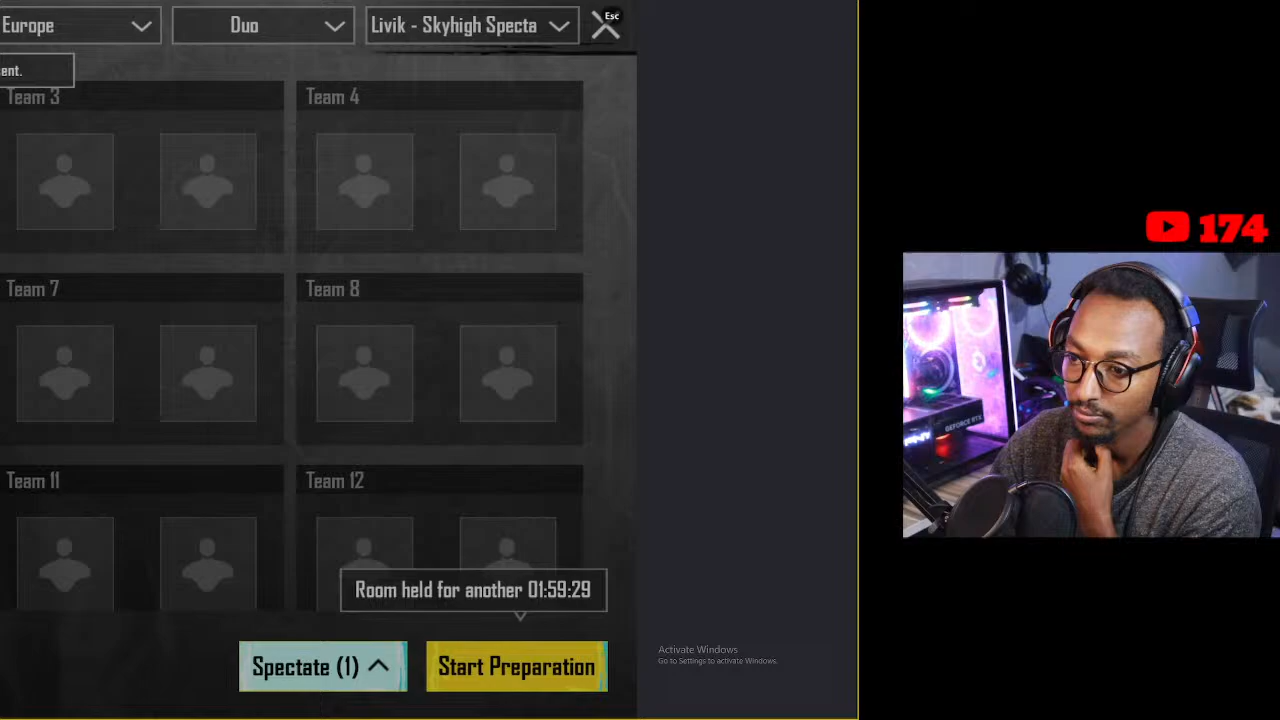 Europe
Duo
Livik - Skyhigh Specta
Esc
ent.
Team 3
Team 4
174
Team 7
Team 8
GEFORCE RTX
Team 11
Team 12
Room held for another 01:59:29
Spectate (1)
Start Preparation
Activate Windows
Go to Settings to activate Windows.